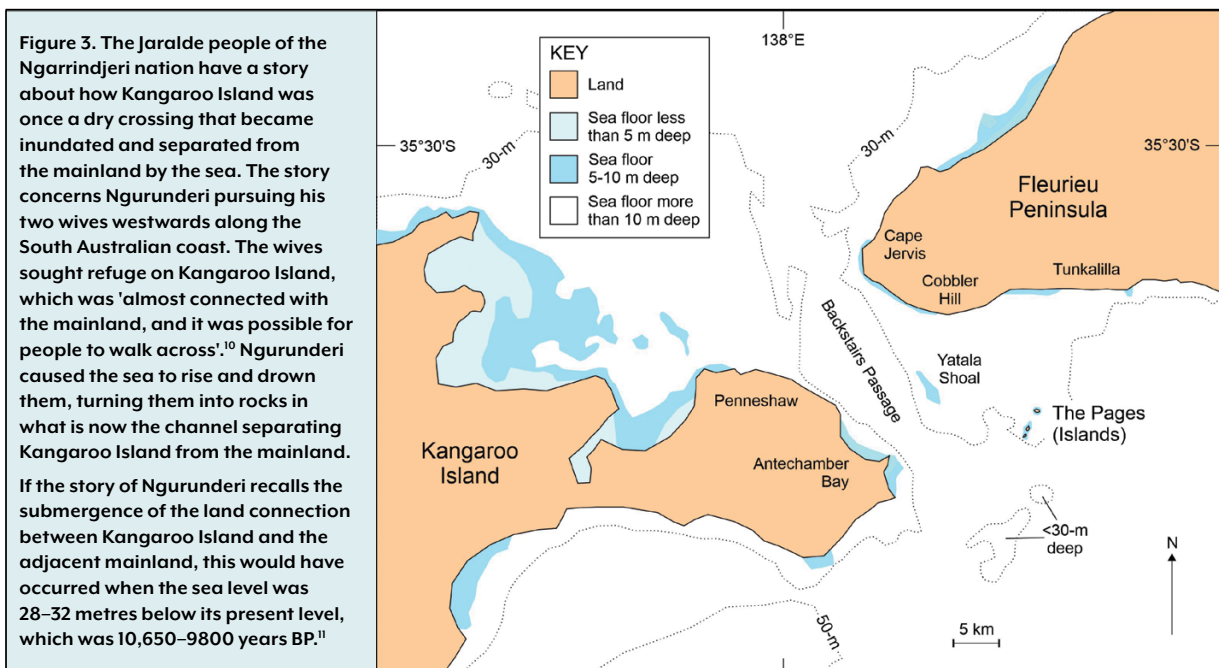 Figure 3. The Jaralde people of the
Ngarrindjeri nation have a story
about how Kangaroo Island was
once a dry crossing that became
inundated and separated from
the mainland by the sea. The story
concerns Ngurunderi pursuing his
two wives westwards along the
South Australian coast. The wives
sought refuge on Kangaroo Island,
which was 'almost connected with
the mainland, and it was possible for
people to walk across'.¹⁰ Ngurunderi
caused the sea to rise and drown
them, turning them into rocks in
what is now the channel separating
Kangaroo Island from the mainland.
If the story of Ngurunderi recalls the
submergence of the land connection
between Kangaroo Island and the
adjacent mainland, this would have
occurred when the sea level was
28–32 metres below its present level,
which was 10,650–9800 years BP.¹¹
138°E
KEY
Land
Sea floor less
than 5 m deep
Sea floor
5-10 m deep
Sea floor more
than 10 m deep
35°30'S
30-m
30-m
35°30'S
Fleurieu
Peninsula
Cape
Jervis
Cobbler
Hill
Tunkalilla
Backstairs Passage
Yatala
Shoal
The Pages
(Islands)
Penneshaw
Kangaroo
Island
Antechamber
Bay
<30-m
deep
N
50-m
5 km